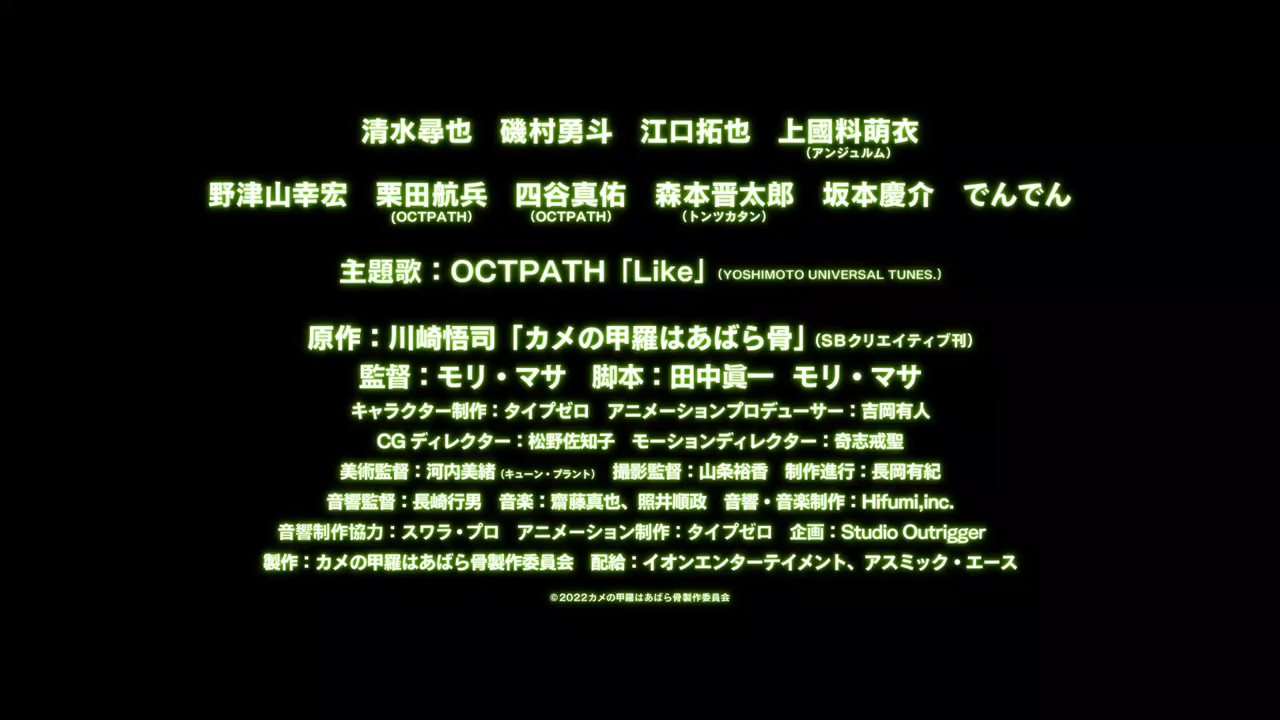 清水尋也　磯村勇斗　江口拓也　上國料萌衣
（アンジュルム）
野津山幸宏　栗田航兵　四谷真佑　森本晋太郎　坂本慶介　でんでん
（OCTPATH）　（OCTPATH）　（トンツカタン）
主題歌：OCTPATH「Like」（YOSHIMOTO UNIVERSAL TUNES.）
原作：川崎悟司「カメの甲羅はあばら骨」（SBクリエイティブ刊）
監督：モリ・マサ　脚本：田中眞一　モリ・マサ
キャラクター制作：タイプゼロ　アニメーションプロデューサー：吉岡有人
CGディレクター：松野佐知子　モーションディレクター：奇志戒聖
美術監督：河内美緒（キューン・プラント）　撮影監督：山条裕香　制作進行：長岡有紀
音響監督：長崎行男　音楽：齋藤真也、照井順政　音響・音楽制作：Hifumi,inc.
音響制作協力：スワラ・プロ　アニメーション制作：タイプゼロ　企画：Studio Outrigger
製作：カメの甲羅はあばら骨製作委員会　配給：イオンエンターテイメント、アスミック・エース
©2022カメの甲羅はあばら骨製作委員会